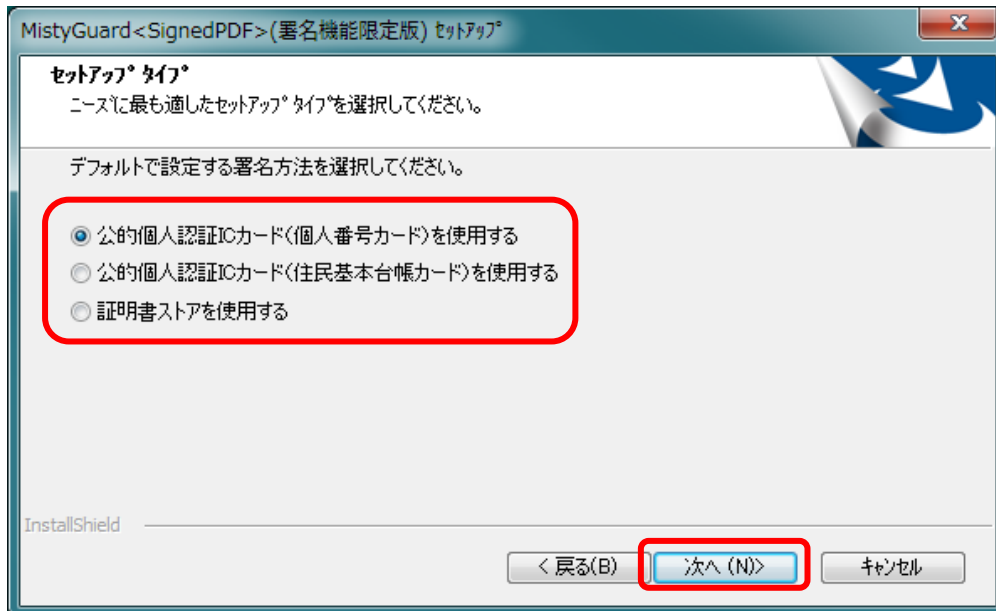 MistyGuard<SignedPDF>(署名機能限定版) ｾｯﾄｱｯﾌﾟ
ｾｯﾄｱｯﾌﾟ ﾀｲﾌﾟ
ニーズに最も適したｾｯﾄｱｯﾌﾟ ﾀｲﾌﾟを選択してください。
デフォルトで設定する署名方法を選択してください。
公的個人認証ICカード(個人番号カード)を使用する
公的個人認証ICカード(住民基本台帳カード)を使用する
証明書ストアを使用する
InstallShield
< 戻る(B) 次へ (N)> ｷｬﾝｾﾙ